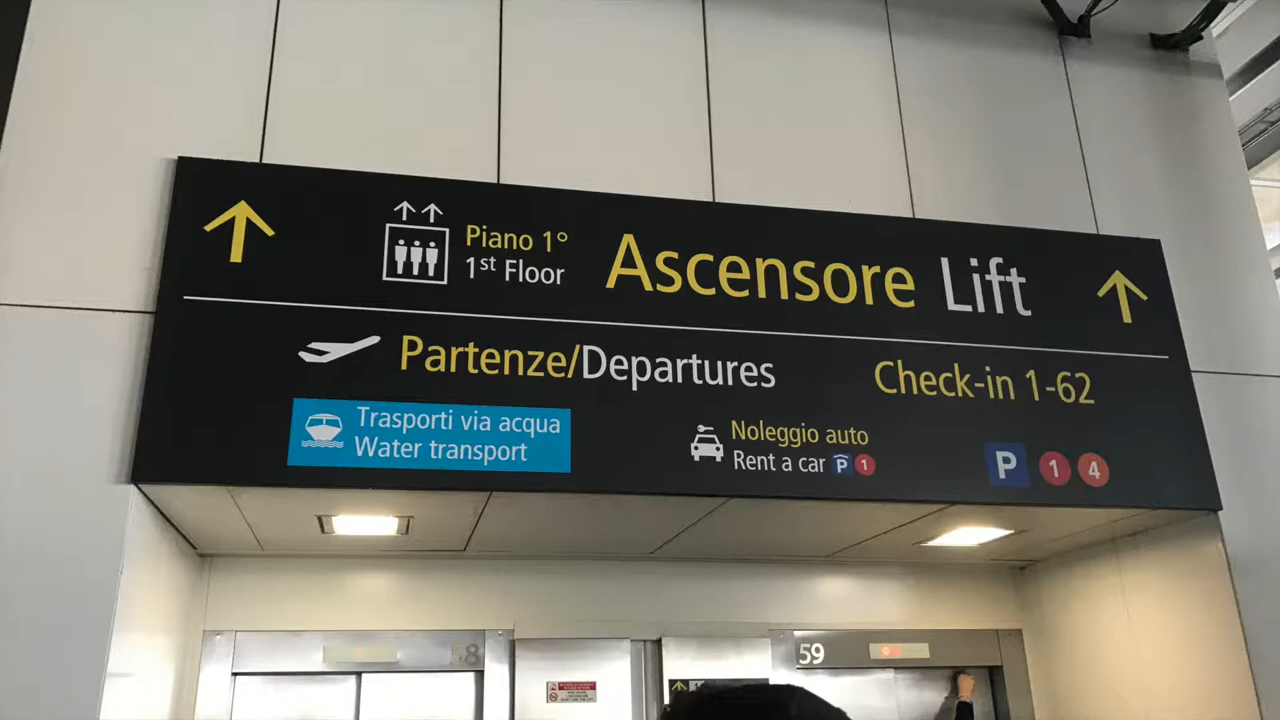 Piano 1°
1st Floor
Ascensore Lift
Partenze/Departures
Check-in 1-62
Trasporti via acqua
Water transport
Noleggio auto
Rent a car P 1
P 1 4
58
59